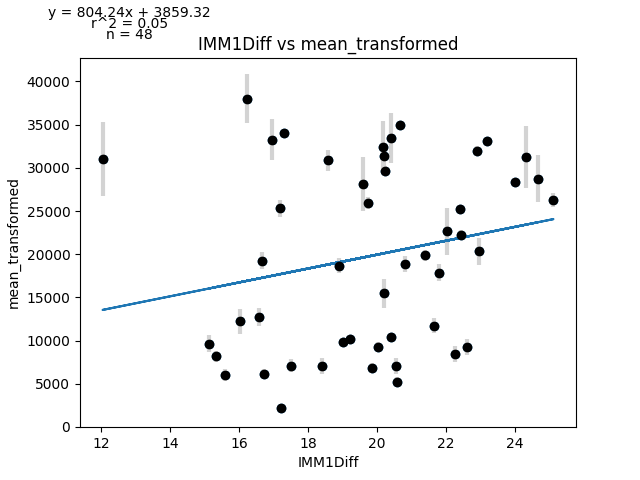 y = 804.24x + 3859.32
r^2 = 0.05
n = 48
IMM1Diff vs mean_transformed
mean_transformed
40000
35000
30000
25000
20000
15000
10000
5000
0
12 14 16 18 20 22 24
IMM1Diff